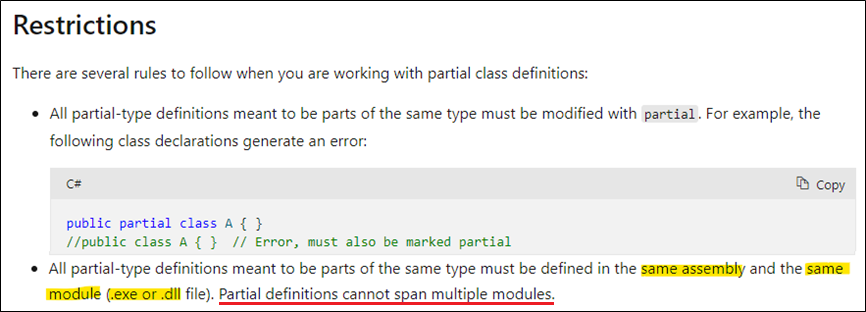 Restrictions
There are several rules to follow when you are working with partial class definitions:
• All partial-type definitions meant to be parts of the same type must be modified with partial. For example, the
following class declarations generate an error:
C#
Copy
public partial class A { }
//public class A { }  // Error, must also be marked partial
• All partial-type definitions meant to be parts of the same type must be defined in the same assembly and the same
module (.exe or .dll file). Partial definitions cannot span multiple modules.